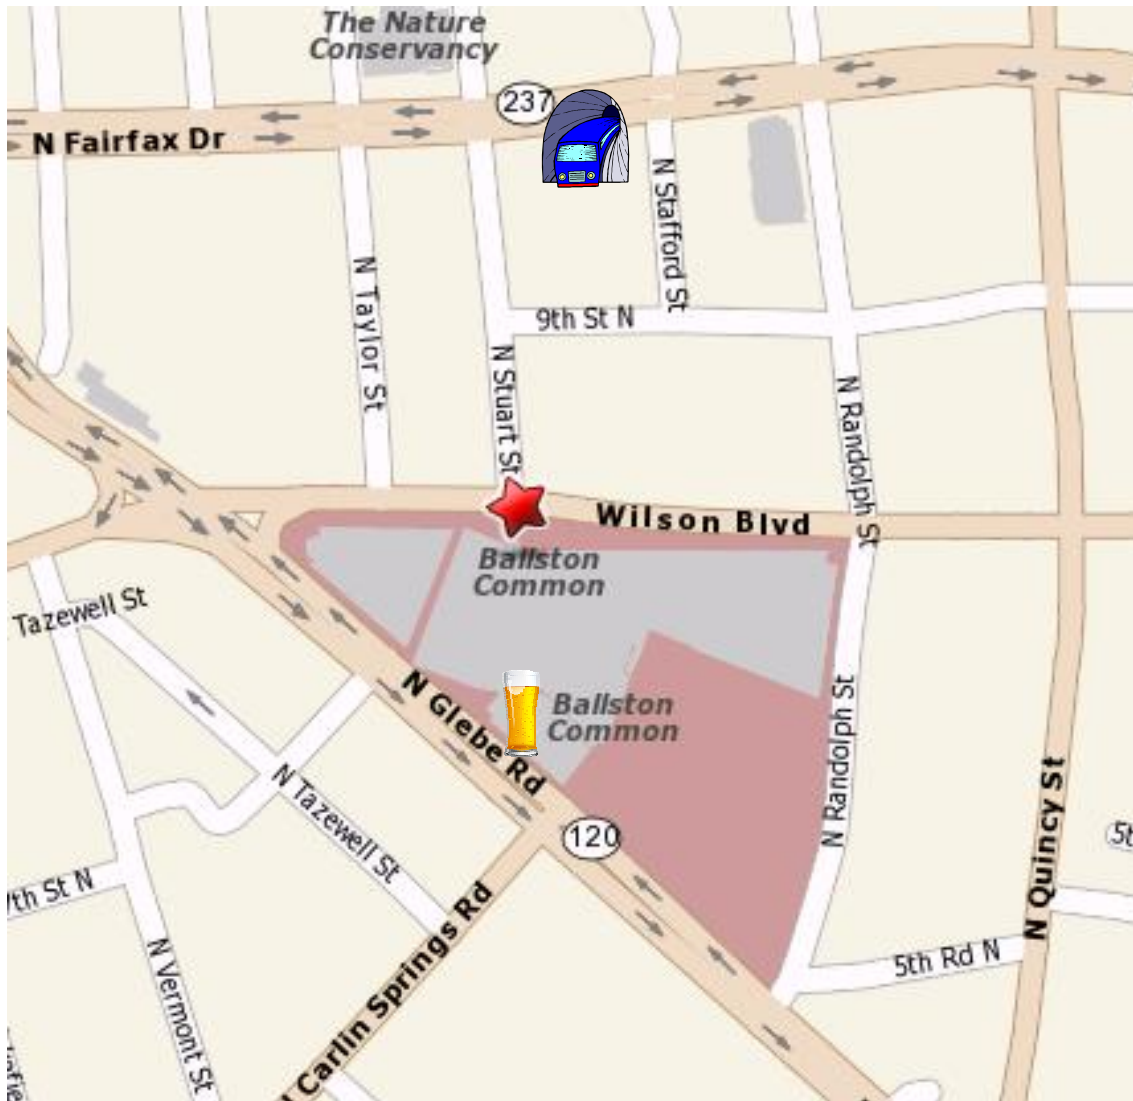 The Nature
Conservancy
237
N Fairfax Dr
N Stafford St
N Taylor St
9th St N
N Stuart St
N Randolph St
Wilson Blvd
Ballston
Common
Tazewell St
N Glebe Rd
Ballston
Common
N Randolph St
N Tazewell St
120
N Quincy St
7th St N
Carlin Springs Rd
N Vermont St
5th Rd N